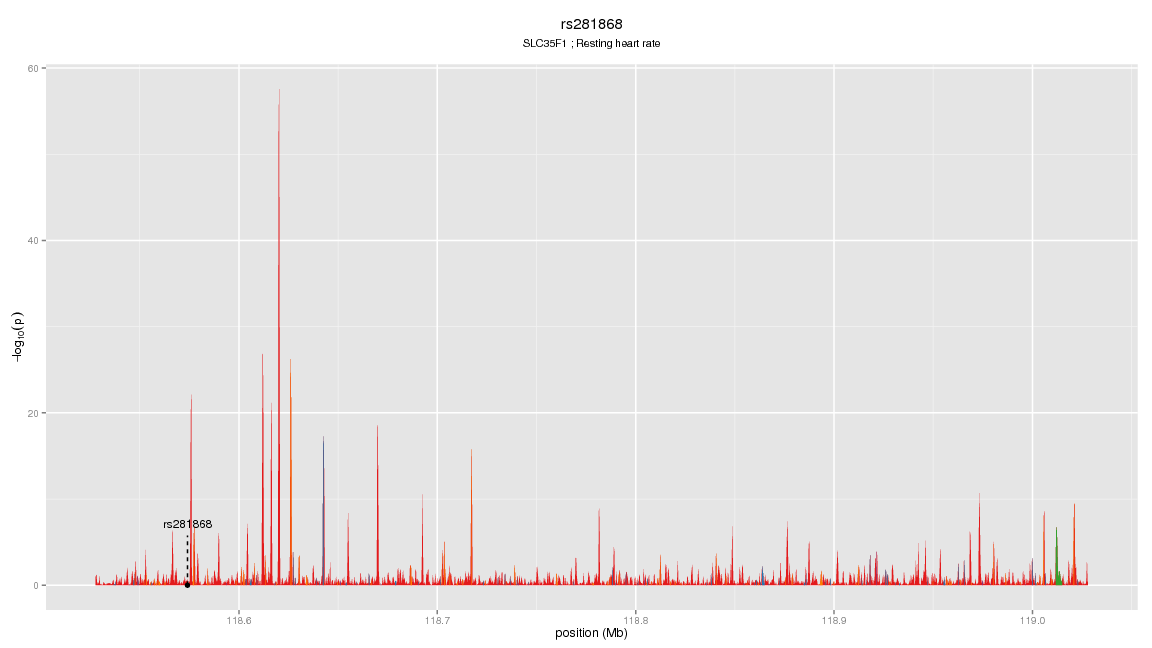 rs281868
SLC35F1 ; Resting heart rate
60
40
20
0
−log10(p)
rs281868
118.6
118.7
118.8
118.9
119.0
position (Mb)